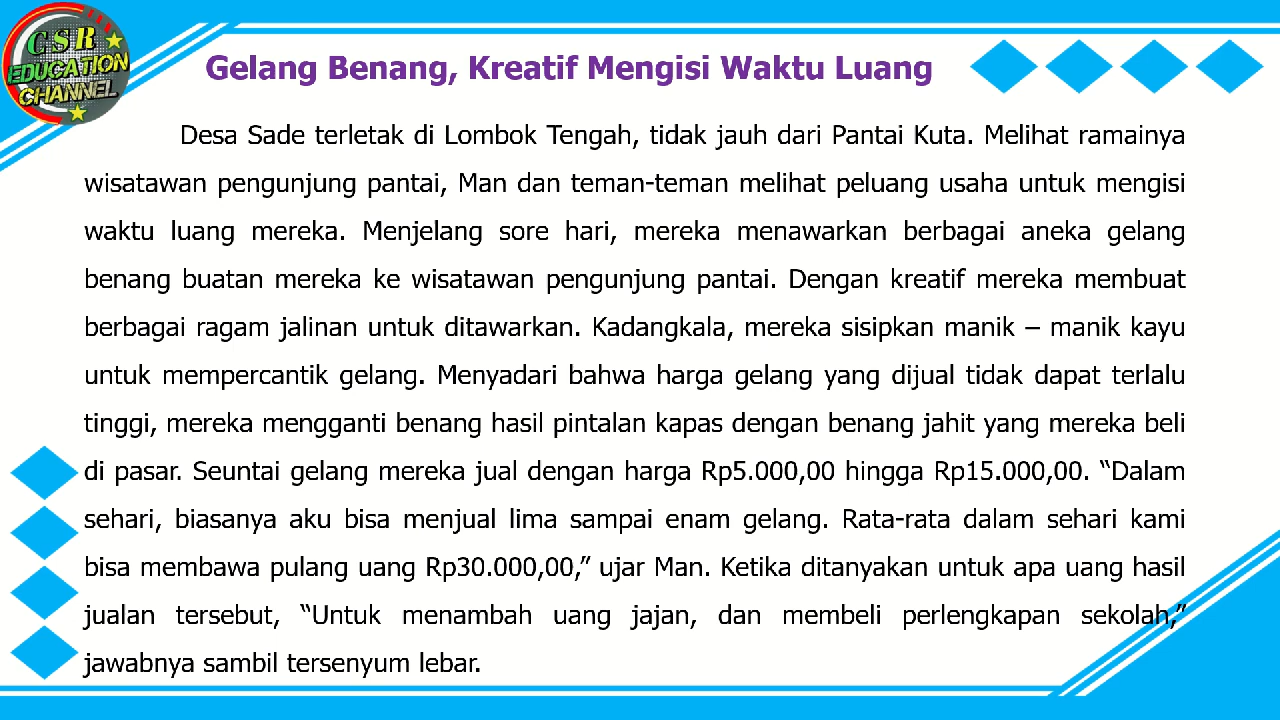 CSR
EDUCATION
CHANNEL
Gelang Benang, Kreatif Mengisi Waktu Luang
Desa Sade terletak di Lombok Tengah, tidak jauh dari Pantai Kuta. Melihat ramainya
wisatawan pengunjung pantai, Man dan teman-teman melihat peluang usaha untuk mengisi
waktu luang mereka. Menjelang sore hari, mereka menawarkan berbagai aneka gelang
benang buatan mereka ke wisatawan pengunjung pantai. Dengan kreatif mereka membuat
berbagai ragam jalinan untuk ditawarkan. Kadangkala, mereka sisipkan manik – manik kayu
untuk mempercantik gelang. Menyadari bahwa harga gelang yang dijual tidak dapat terlalu
tinggi, mereka mengganti benang hasil pintalan kapas dengan benang jahit yang mereka beli
di pasar. Seuntai gelang mereka jual dengan harga Rp5.000,00 hingga Rp15.000,00. “Dalam
sehari, biasanya aku bisa menjual lima sampai enam gelang. Rata-rata dalam sehari kami
bisa membawa pulang uang Rp30.000,00,” ujar Man. Ketika ditanyakan untuk apa uang hasil
jualan tersebut, “Untuk menambah uang jajan, dan membeli perlengkapan sekolah,”
jawabnya sambil tersenyum lebar.